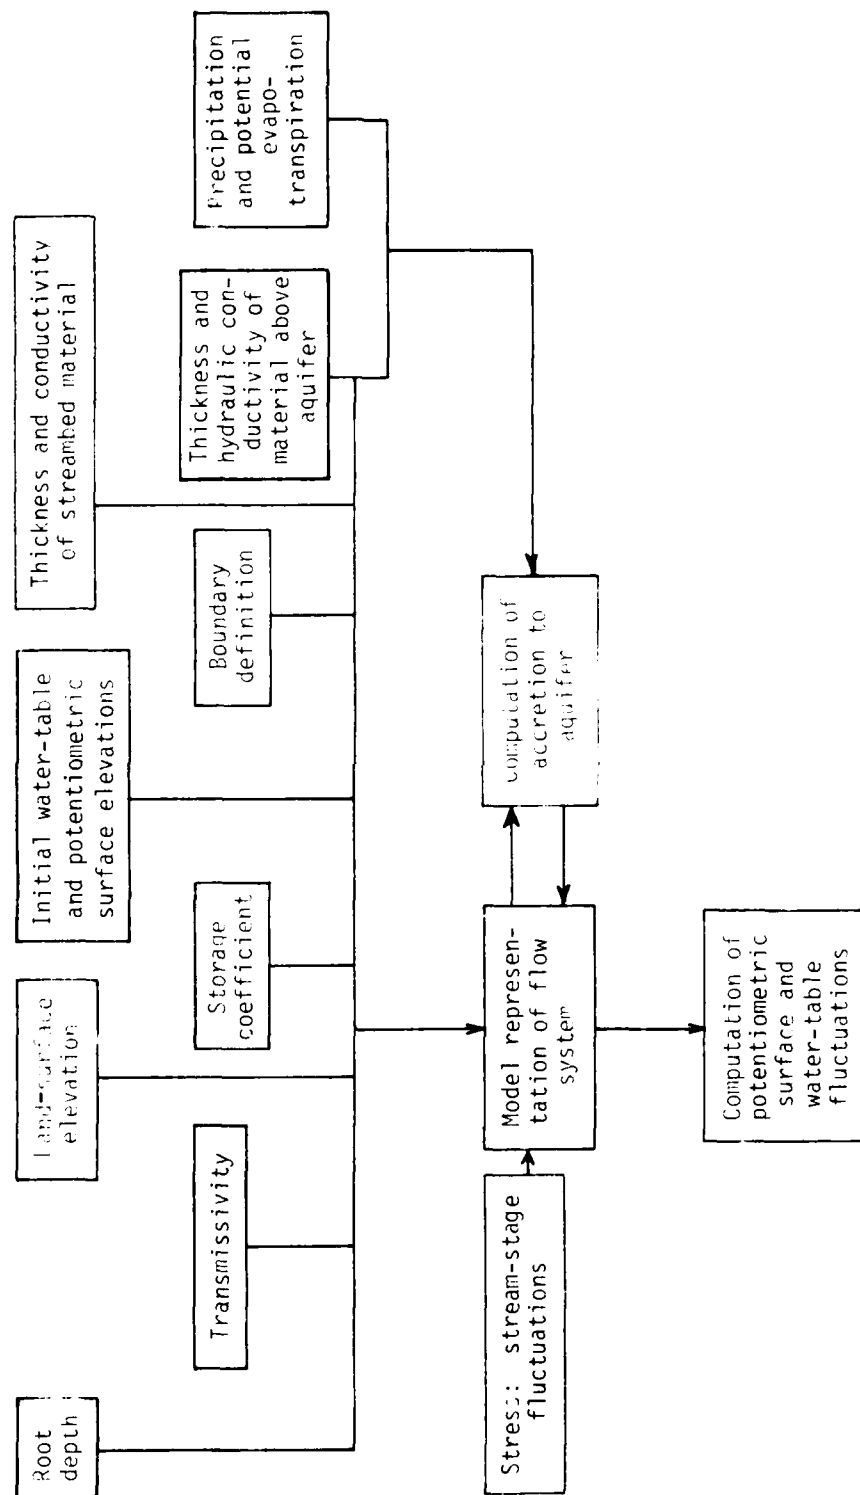 Root
depth
Land-surface
elevation
Initial water-table
and potentiometric
surface elevations
Thickness and conductivity
of streambed material
Transmissivity
Storage
coefficient
Boundary
definition
Thickness and
hydraulic con-
ductivity of
material above
aquifer
Precipitation
and potential
evapo-
transpiration
Stress: stream-stage
fluctuations
Model represen-
tation of flow
system
Computation of
accretion to
aquifer
Computation of
potentiometric
surface and
water-table
fluctuations